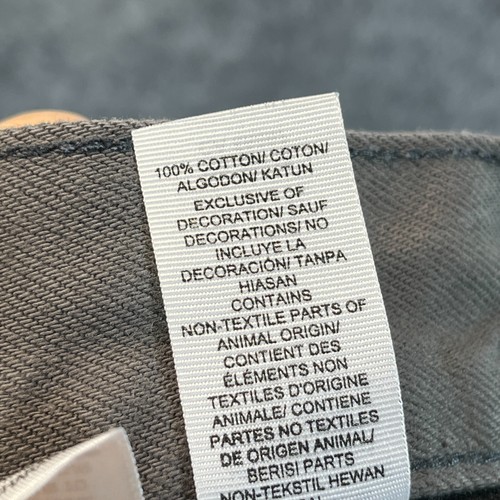 100% COTTON/ COTON/
ALGODON/ KATUN
EXCLUSIVE OF
DECORATION/ SAUF
DECORATIONS/ NO
INCLUYE LA
DECORACIÓN/ TANPA
HIASAN
CONTAINS
NON-TEXTILE PARTS OF
ANIMAL ORIGIN/
CONTIENT DES
ÉLÉMENTS NON
TEXTILES D'ORIGINE
ANIMALE/ CONTIENE
PARTES NO TEXTILES
DE ORIGEN ANIMAL/
BERISI PARTS
NON-TEKSTIL HEWAN